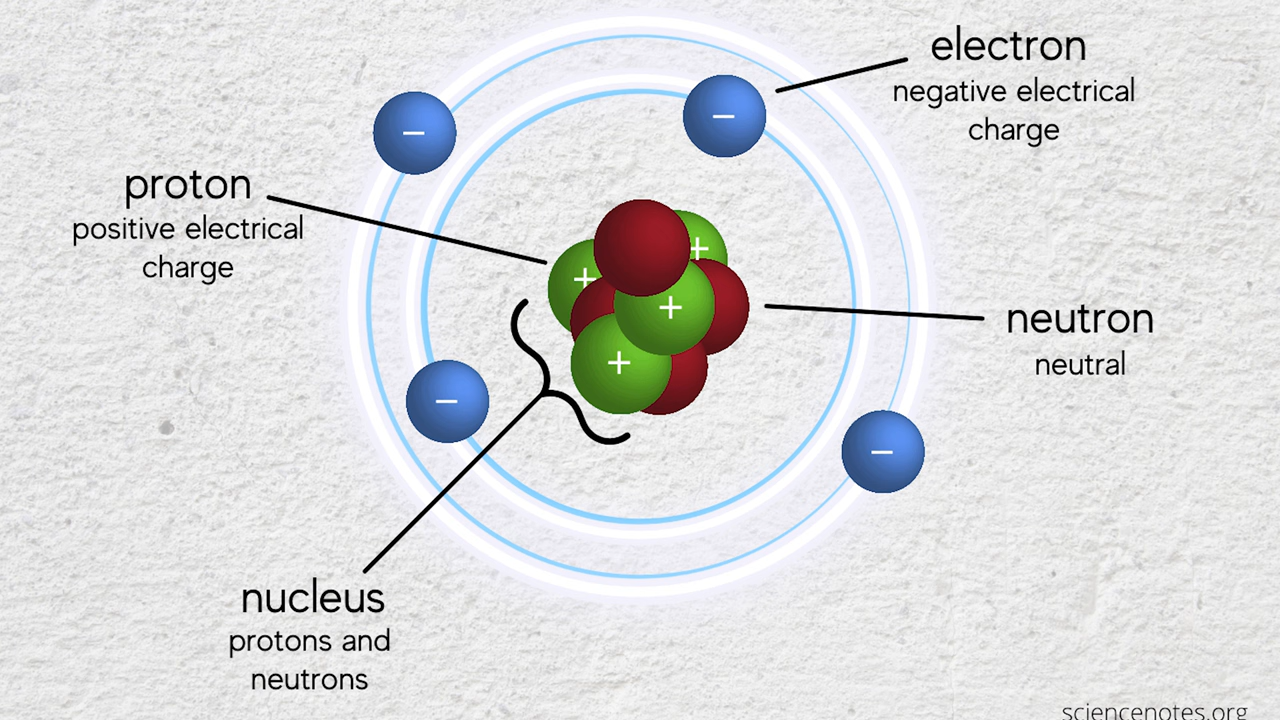 electron
negative electrical
charge
proton
positive electrical
charge
−
−
+
+
+
+
neutron
neutral
−
−
nucleus
protons and
neutrons
sciencenotes.org